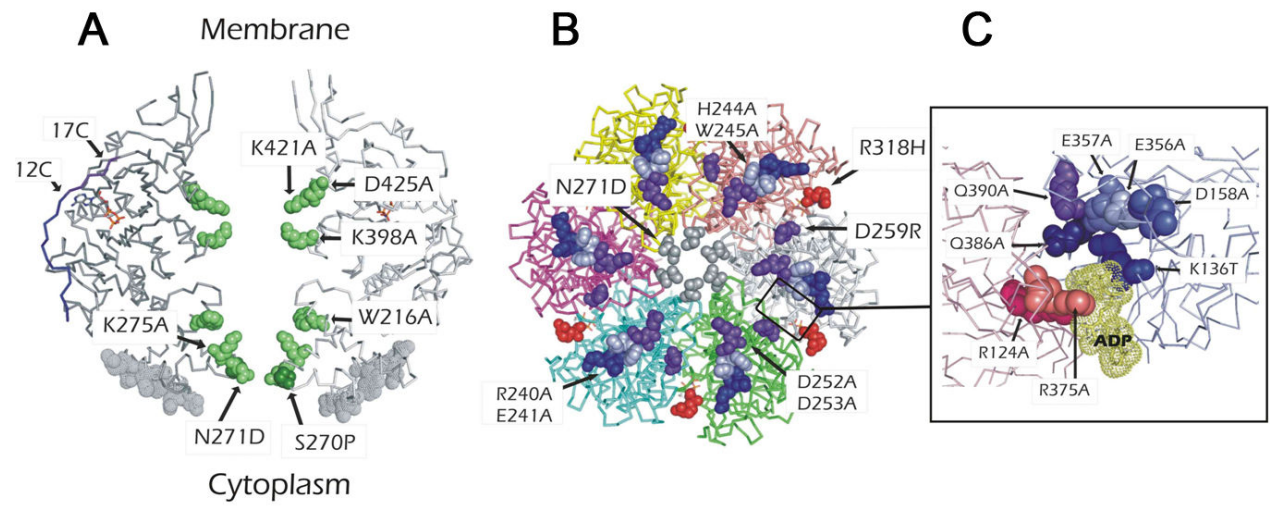 A
Membrane
17C
12C
K421A
D425A
K398A
K275A
W216A
N271D
S270P
Cytoplasm
B
H244A
W245A
R318H
N271D
D259R
R240A
E241A
D252A
D253A
C
E357A
E356A
Q390A
D158A
Q386A
K136T
R124A
ADP
R375A